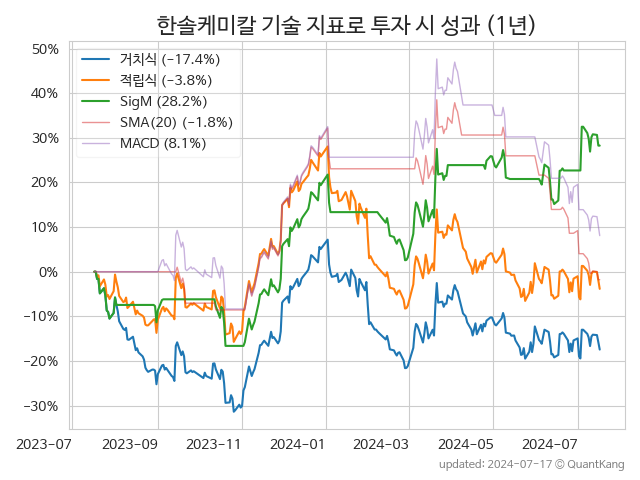 한솔케미칼 기술 지표로 투자 시 성과 (1년)
50%
40%
30%
20%
10%
0%
−10%
−20%
−30%
거치식 (−17.4%)
적립식 (−3.8%)
SigM (28.2%)
SMA(20) (−1.8%)
MACD (8.1%)
2023-07
2023-09
2023-11
2024-01
2024-03
2024-05
2024-07
updated: 2024-07-17 © QuantKang